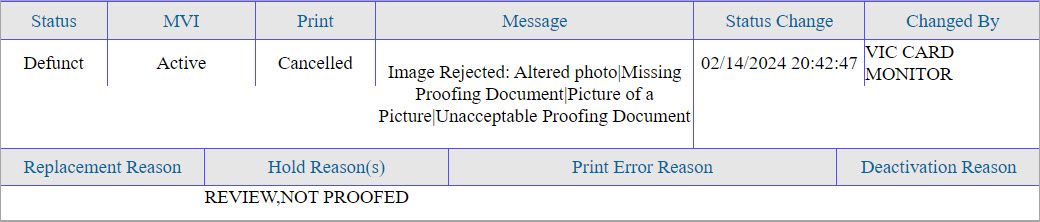 Status MVI Print Message Status Change Changed By
Defunct Active Cancelled Image Rejected: Altered photo|Missing 02/14/2024 20:42:47 VIC CARD
Proofing Document|Picture of a MONITOR
Picture|Unacceptable Proofing Document
Replacement Reason Hold Reason(s) Print Error Reason Deactivation Reason
REVIEW,NOT PROOFED